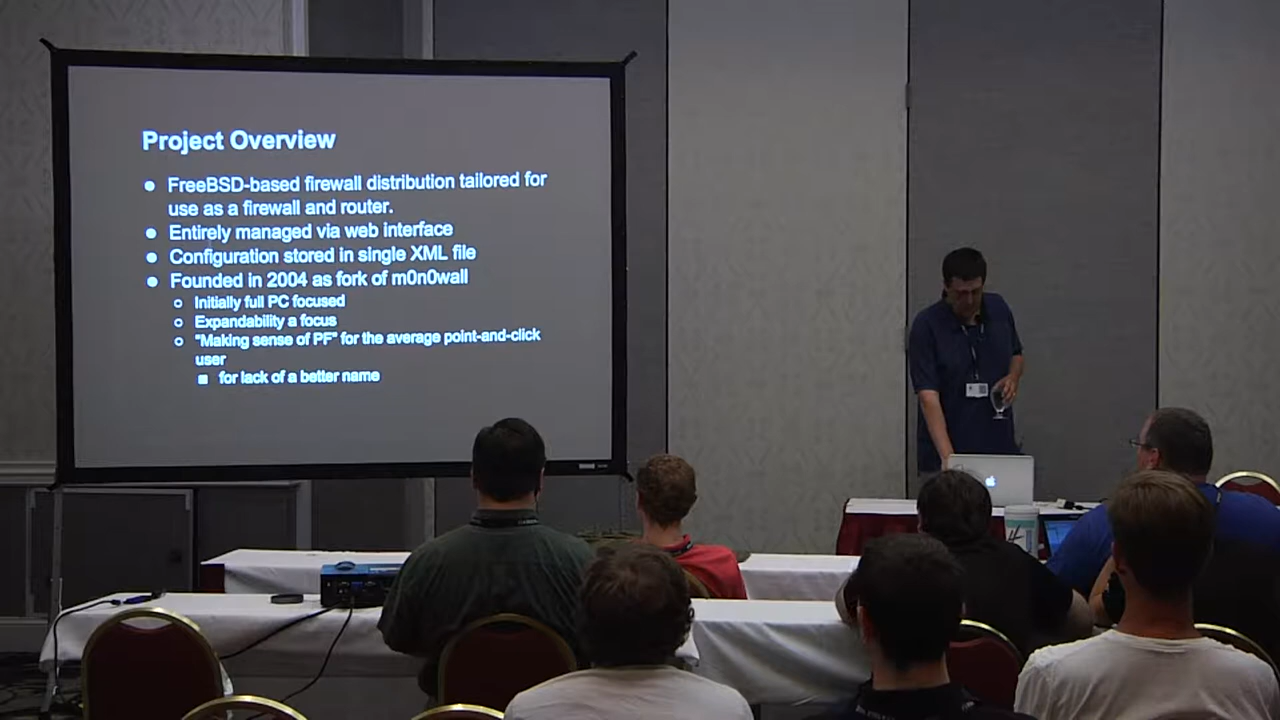 Project Overview
● FreeBSD-based firewall distribution tailored for
use as a firewall and router.
● Entirely managed via web interface
● Configuration stored in single XML file
● Founded in 2004 as fork of m0n0wall
○ Initially full PC focused
○ Expandability a focus
○ "Making sense of PF" for the average point-and-click
user
■ for lack of a better name